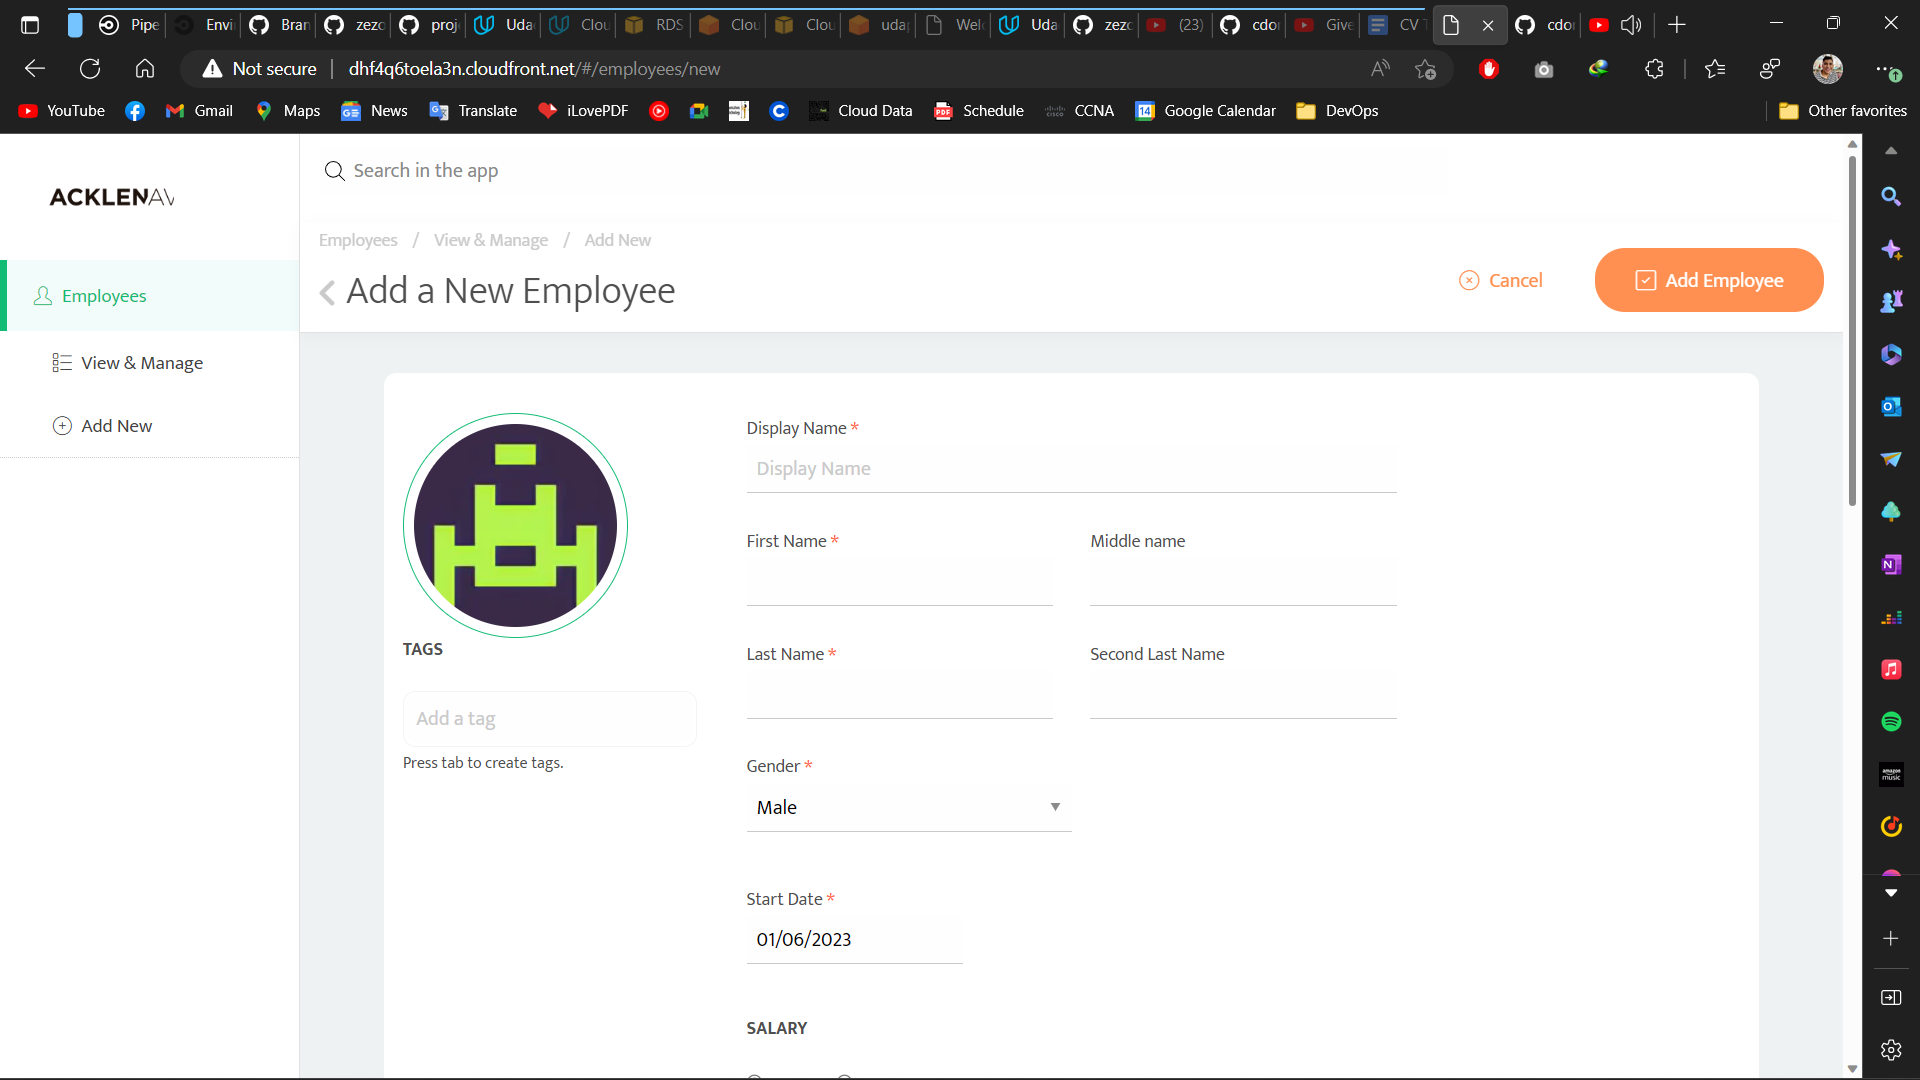 Pipe Envi Bran zezo proj Uda Clou RDS Clou Clou uda Wel Uda zezo (23) cdo Give CV T cdo
Not secure dhf4q6toela3n.cloudfront.net/#/employees/new
YouTube Gmail Maps News Translate iLovePDF Cloud Data Schedule CCNA Google Calendar DevOps Other favorites
Search in the app
ACKLENAV
Employees / View & Manage / Add New
Add a New Employee
Cancel
Add Employee
Employees
View & Manage
Add New
Display Name *
Display Name
First Name *
Middle name
Last Name *
Second Last Name
TAGS
Add a tag
Press tab to create tags.
Gender *
Male
Start Date *
01/06/2023
SALARY